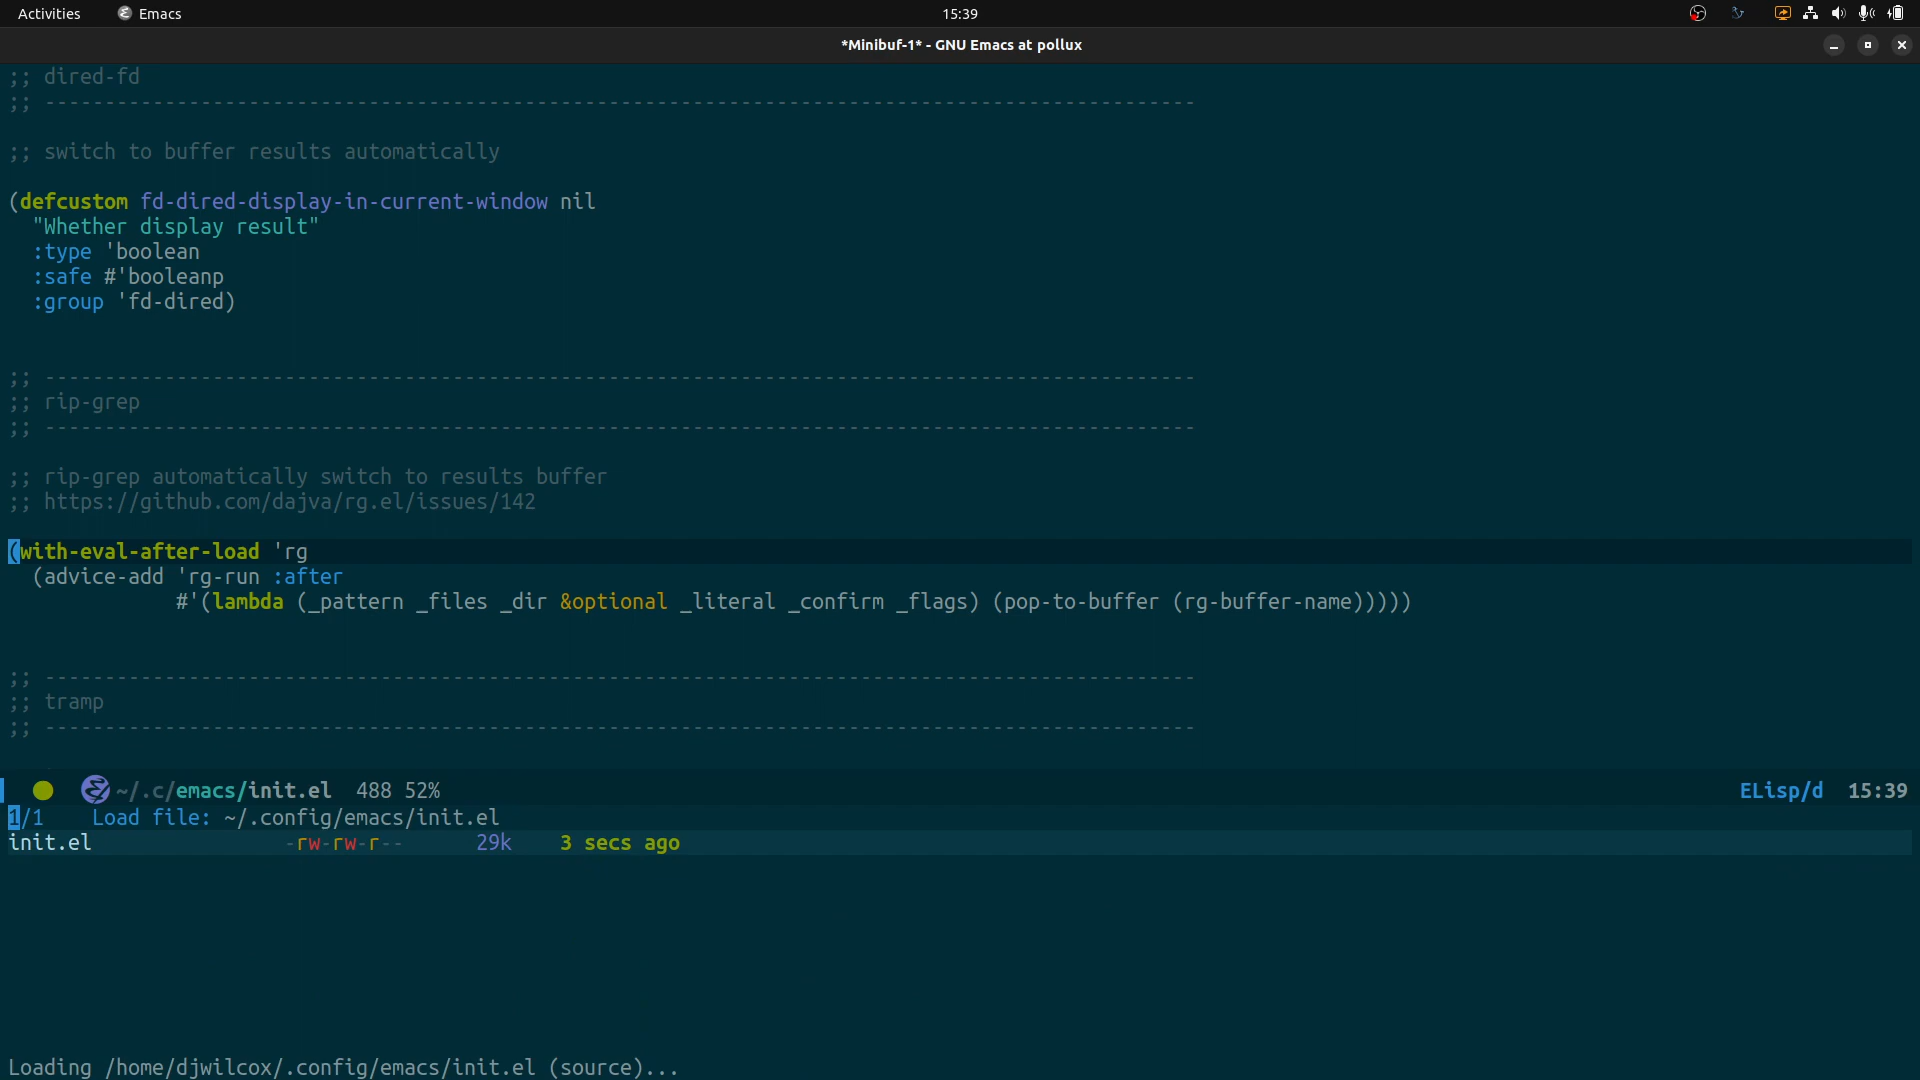 Activities Emacs 15:39
*Minibuf-1* - GNU Emacs at pollux
;; dired-fd
;; ------------------------------------------------------------------------------------------------
;; switch to buffer results automatically
(defcustom fd-dired-display-in-current-window nil
"Whether display result"
:type 'boolean
:safe #'booleanp
:group 'fd-dired)
;; ------------------------------------------------------------------------------------------------
;; rip-grep
;; ------------------------------------------------------------------------------------------------
;; rip-grep automatically switch to results buffer
;; https://github.com/dajva/rg.el/issues/142
(with-eval-after-load 'rg
(advice-add 'rg-run :after
#'(lambda (_pattern _files _dir &optional _literal _confirm _flags) (pop-to-buffer (rg-buffer-name)))))
;; ------------------------------------------------------------------------------------------------
;; tramp
;; ------------------------------------------------------------------------------------------------
~/.c/emacs/init.el 488 52% ELisp/d 15:39
1/1 Load file: ~/.config/emacs/init.el
init.el -rw-rw-r-- 29k 3 secs ago
Loading /home/djwilcox/.config/emacs/init.el (source)...